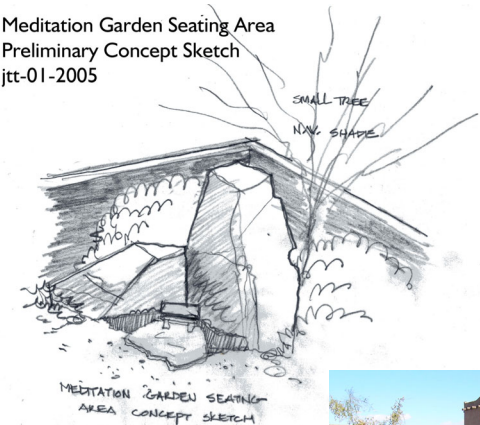 Meditation Garden Seating Area
Preliminary Concept Sketch
jtt-01-2005
SMALL TREE
N.W. SHADE
MEDITATION GARDEN SEATING
AREA CONCEPT SKETCH